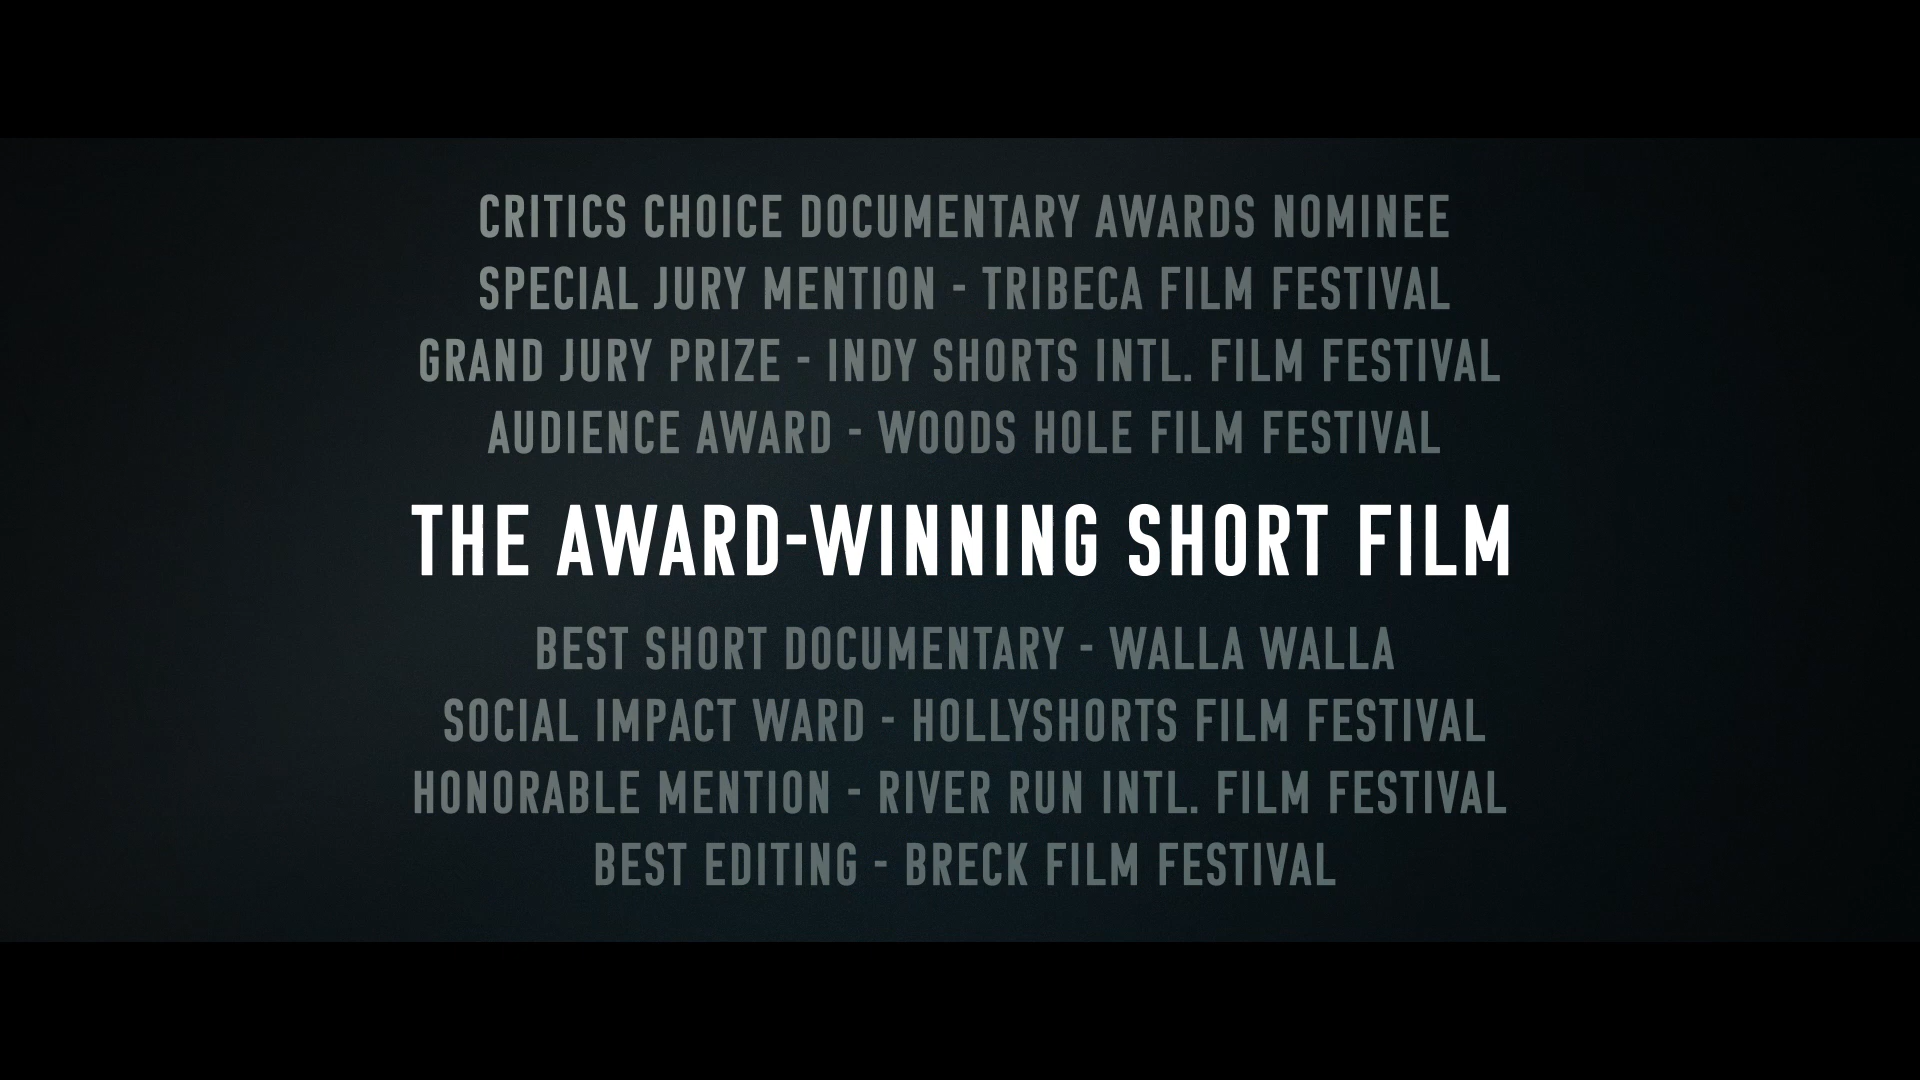 CRITICS CHOICE DOCUMENTARY AWARDS NOMINEE
SPECIAL JURY MENTION - TRIBECA FILM FESTIVAL
GRAND JURY PRIZE - INDY SHORTS INTL. FILM FESTIVAL
AUDIENCE AWARD - WOODS HOLE FILM FESTIVAL
THE AWARD-WINNING SHORT FILM
BEST SHORT DOCUMENTARY - WALLA WALLA
SOCIAL IMPACT WARD - HOLLYSHORTS FILM FESTIVAL
HONORABLE MENTION - RIVER RUN INTL. FILM FESTIVAL
BEST EDITING - BRECK FILM FESTIVAL